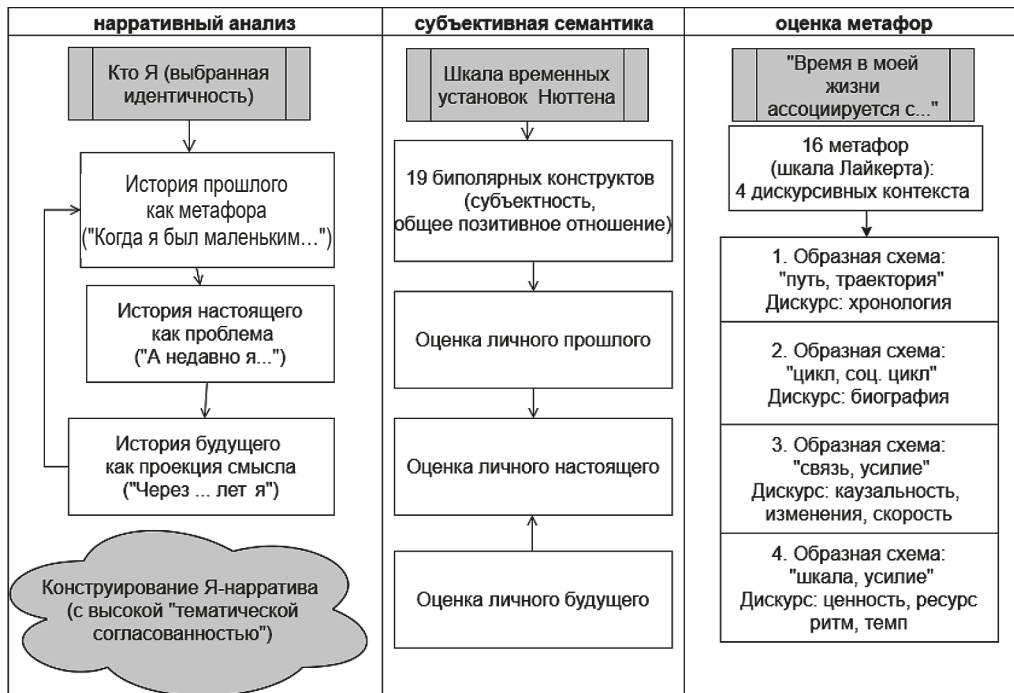 нарративный анализ
Кто Я (выбранная
идентичность)
История прошлого
как метафора
("Когда я был маленьким…")
История настоящего
как проблема
("А недавно я...")
История будущего
как проекция смысла
("Через ... лет я")
Конструирование Я-нарратива
(с высокой "тематической
согласованностью")
субъективная семантика
Шкала временных
установок Нюттена
19 биполярных конструктов
(субъектность,
общее позитивное отношение)
Оценка личного прошлого
Оценка личного настоящего
Оценка личного будущего
оценка метафор
"Время в моей
жизни
ассоциируется с..."
16 метафор
(шкала Лайкерта):
4 дискурсивных контекста
1. Образная схема:
"путь, траектория"
Дискурс: хронология
2. Образная схема:
"цикл, соц. цикл"
Дискурс: биография
3. Образная схема:
"связь, усилие"
Дискурс: каузальность,
изменения, скорость
4. Образная схема:
"шкала, усилие"
Дискурс: ценность, ресурс
ритм, темп